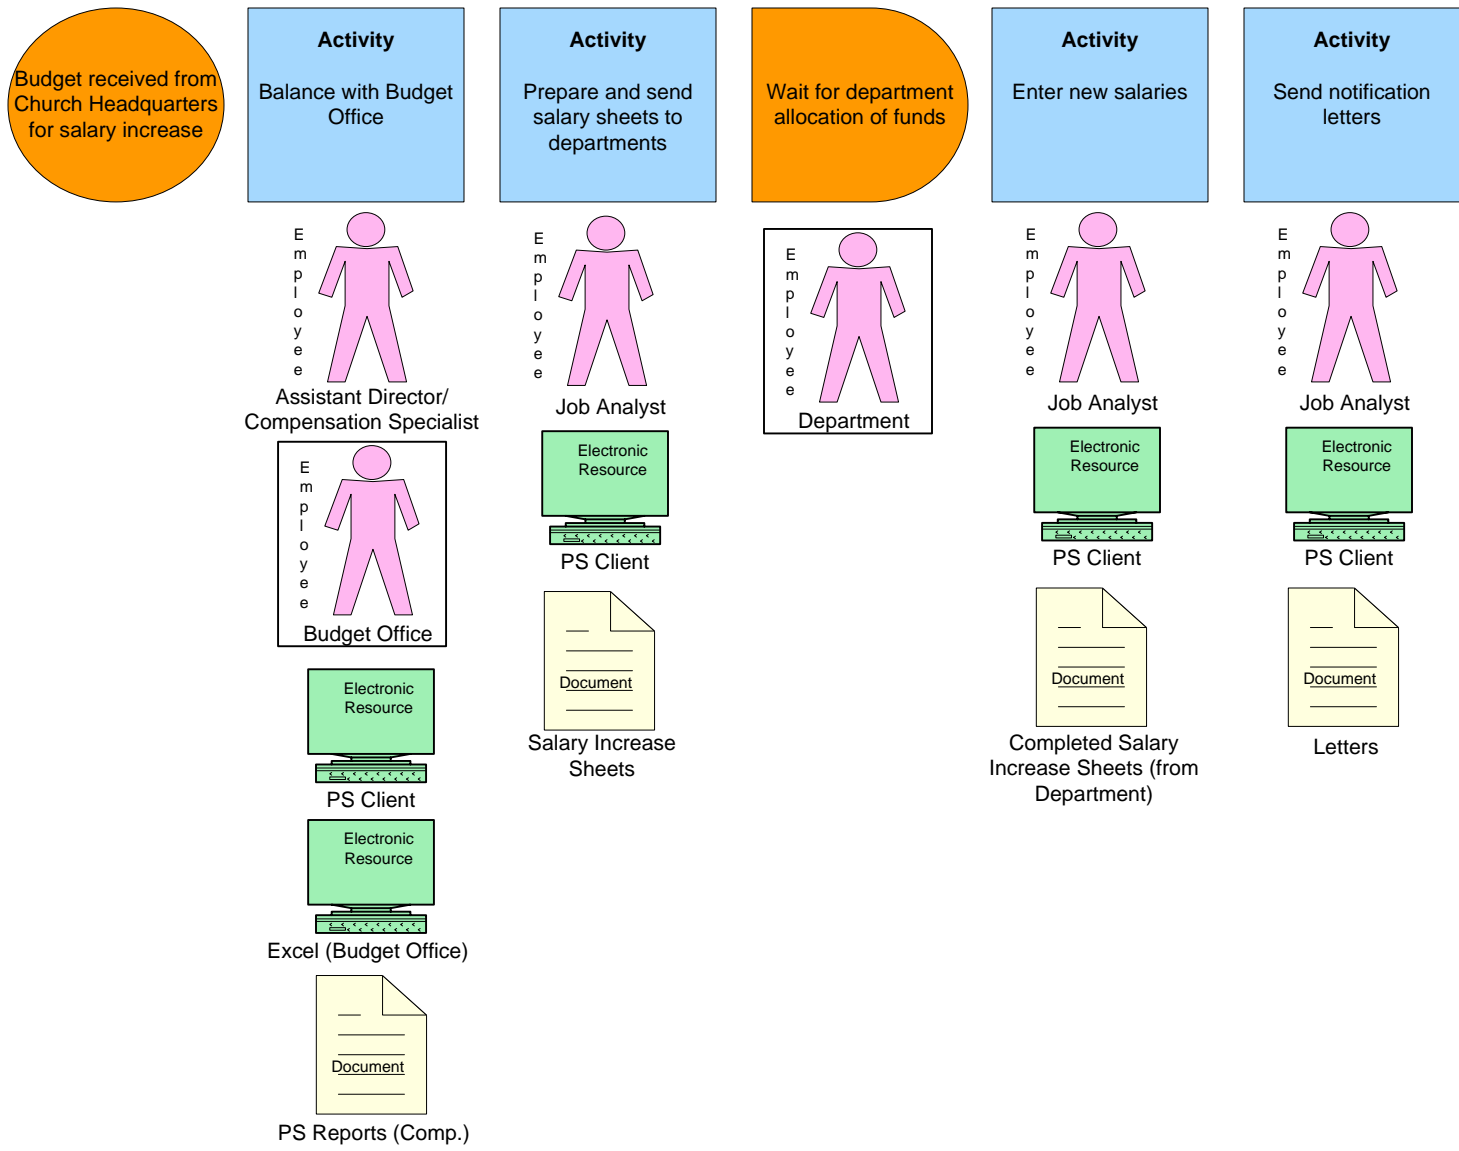 Budget received from
Church Headquarters
for salary increase
Activity
Balance with Budget
Office
Employee
Assistant Director/
Compensation Specialist
Employee
Budget Office
Electronic
Resource
PS Client
Electronic
Resource
Excel (Budget Office)
Document
PS Reports (Comp.)
Activity
Prepare and send
salary sheets to
departments
Employee
Job Analyst
Electronic
Resource
PS Client
Document
Salary Increase
Sheets
Wait for department
allocation of funds
Employee
Department
Activity
Enter new salaries
Employee
Job Analyst
Electronic
Resource
PS Client
Document
Completed Salary
Increase Sheets (from
Department)
Activity
Send notification
letters
Employee
Job Analyst
Electronic
Resource
PS Client
Document
Letters